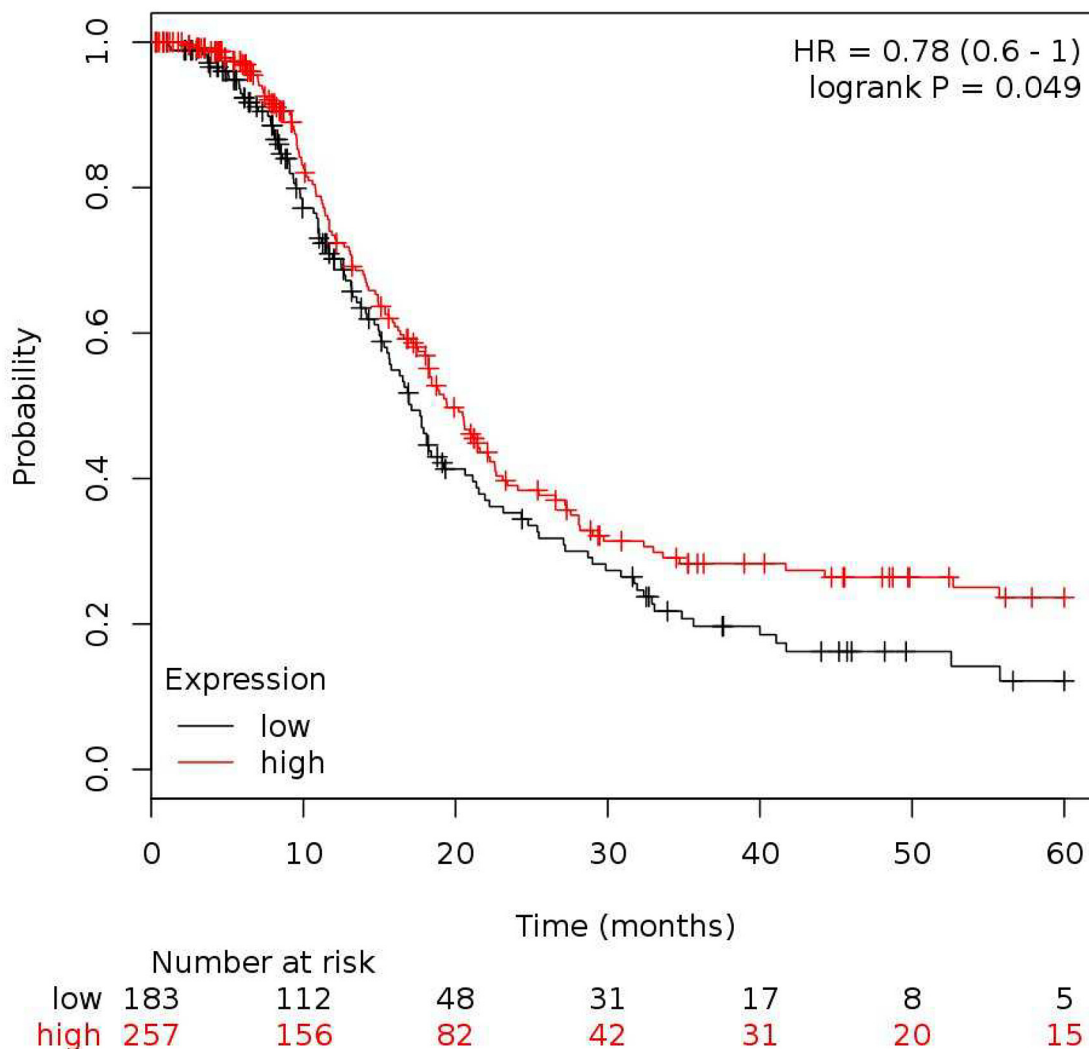 HR = 0.78 (0.6 - 1)
logrank P = 0.049
1.0
0.8
0.6
0.4
0.2
0.0
Probability
Expression
low
high
0 10 20 30 40 50 60
Time (months)
Number at risk
low 183 112 48 31 17 8 5
high 257 156 82 42 31 20 15